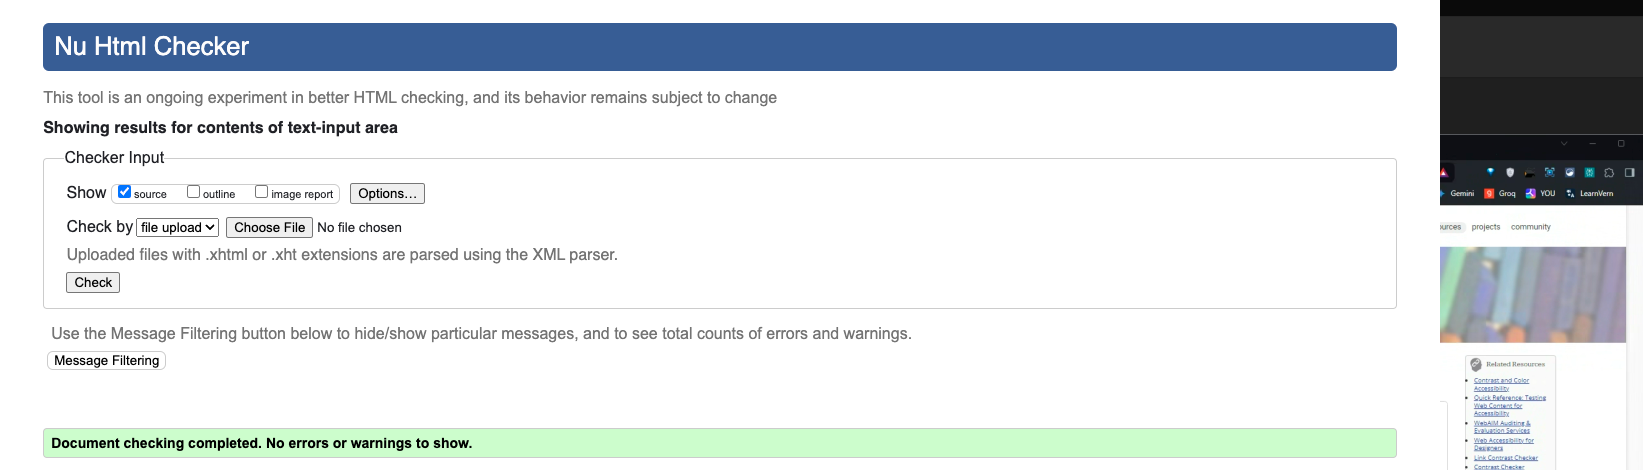 Nu Html Checker
This tool is an ongoing experiment in better HTML checking, and its behavior remains subject to change
Showing results for contents of text-input area
Checker Input
Show source outline image report Options...
Check by file upload Choose File No file chosen
Uploaded files with .xhtml or .xht extensions are parsed using the XML parser.
Check
Use the Message Filtering button below to hide/show particular messages, and to see total counts of errors and warnings.
Message Filtering
Document checking completed. No errors or warnings to show.
Gemini Groq YOU LearnVern
urces projects community
Related Resources
Contrast and Color
Accessibility
Quick Reference: Testing
Web Content for
Accessibility
WebAIM Auditing &
Evaluation Services
Web Accessibility for
Designers
Link Contrast Checker
Contrast Checker